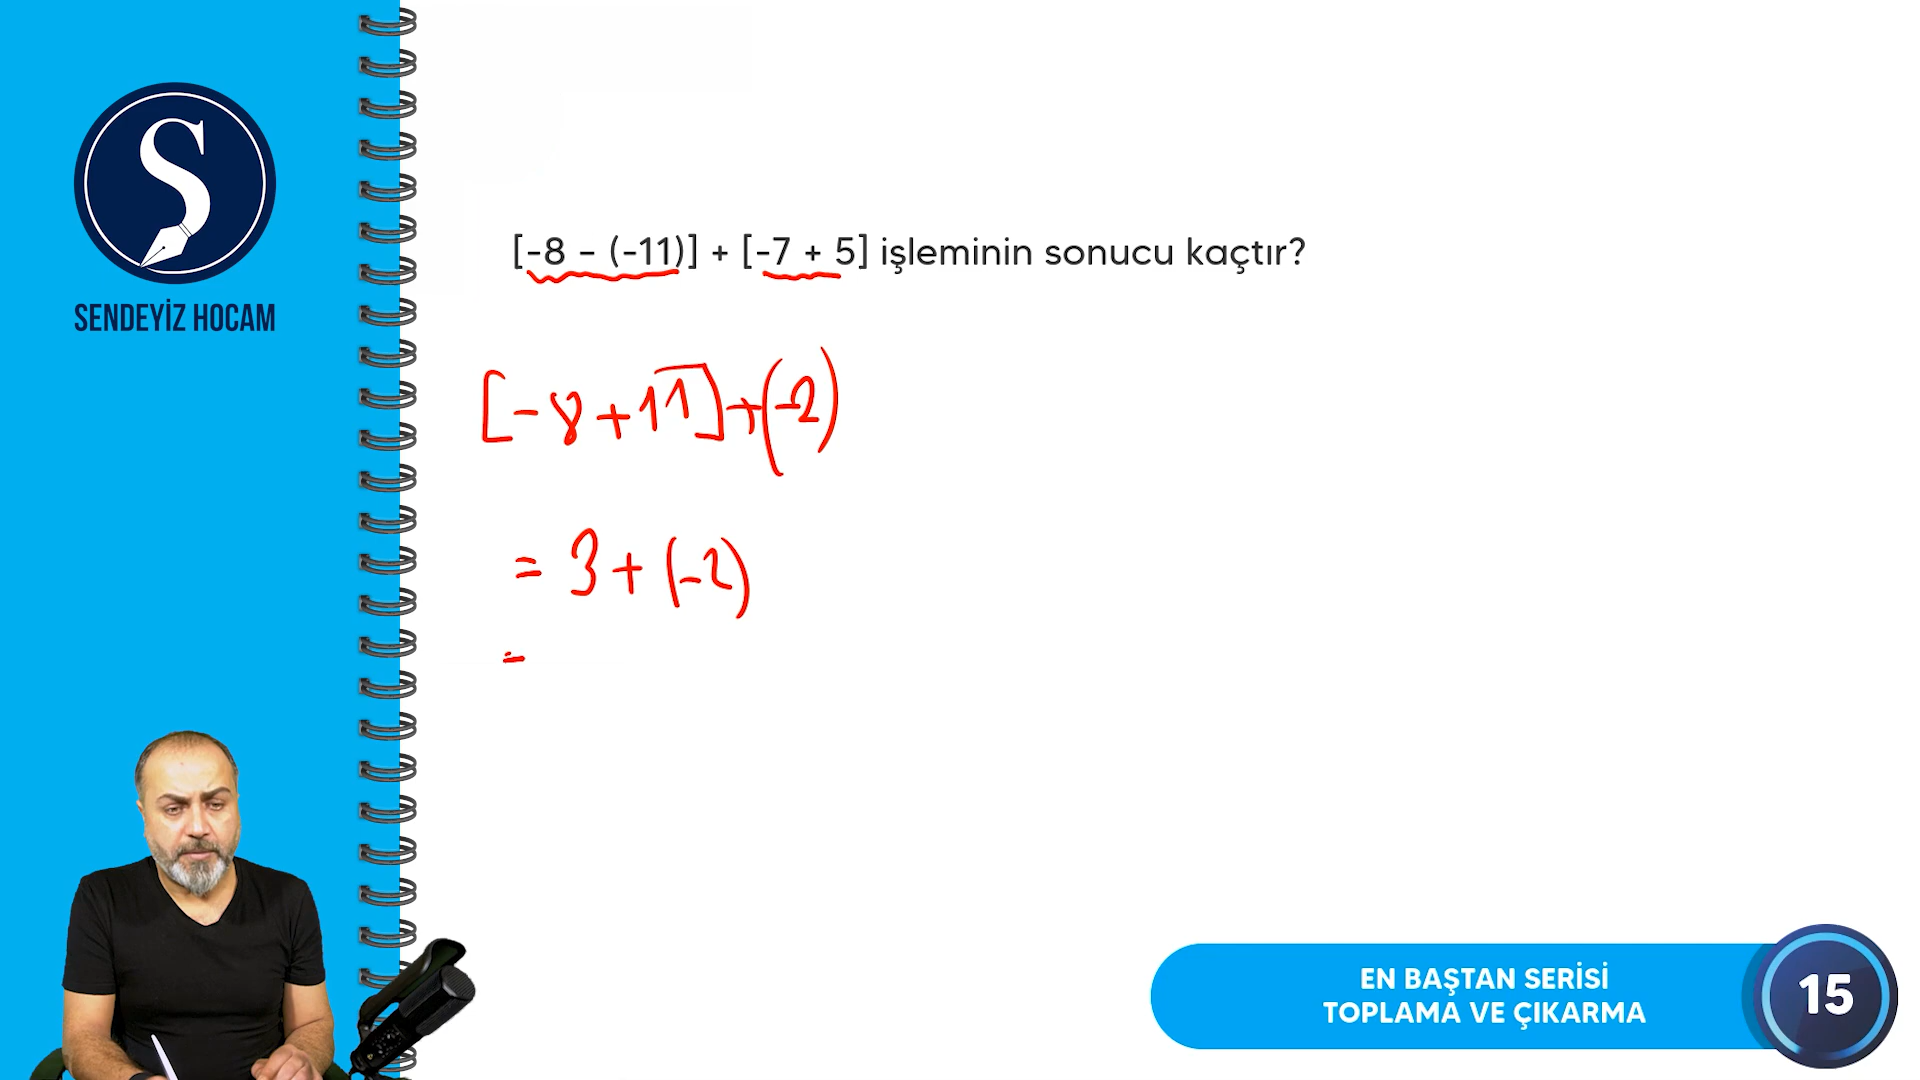 SENDEYİZ HOCAM
[-8 - (-11)] + [-7 + 5] işleminin sonucu kaçtır?
[-8+11]+(-2)
= 3 + (-2)
=
EN BAŞTAN SERİSİ
TOPLAMA VE ÇIKARMA
15